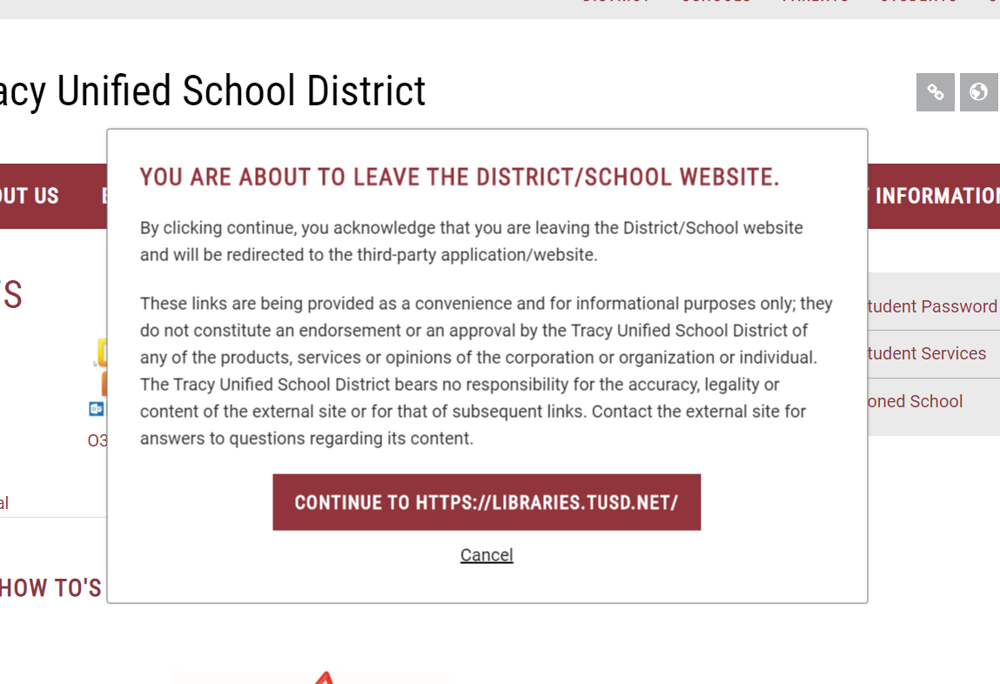 DISTRICT SCHOOLS PARENTS STUDENTS
acy Unified School District
OUT US
INFORMATION
YOU ARE ABOUT TO LEAVE THE DISTRICT/SCHOOL WEBSITE.
By clicking continue, you acknowledge that you are leaving the District/School website
and will be redirected to the third-party application/website.
These links are being provided as a convenience and for informational purposes only; they
do not constitute an endorsement or an approval by the Tracy Unified School District of
any of the products, services or opinions of the corporation or organization or individual.
The Tracy Unified School District bears no responsibility for the accuracy, legality or
content of the external site or for that of subsequent links. Contact the external site for
answers to questions regarding its content.
CONTINUE TO HTTPS://LIBRARIES.TUSD.NET/
Cancel
'S
tudent Password
tudent Services
oned School
O3
al
HOW TO'S